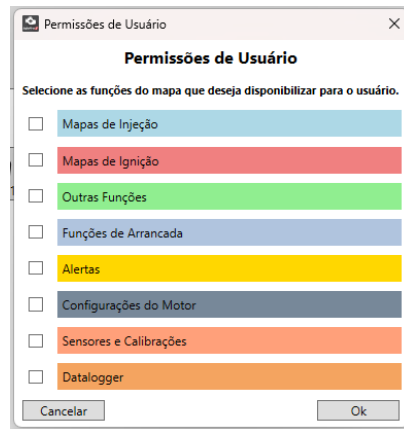 Permissões de Usuário
Permissões de Usuário
Selecione as funções do mapa que deseja disponibilizar para o usuário.
Mapas de Injeção
Mapas de Ignição
Outras Funções
Funções de Arrancada
Alertas
Configurações do Motor
Sensores e Calibrações
Datalogger
Cancelar
Ok